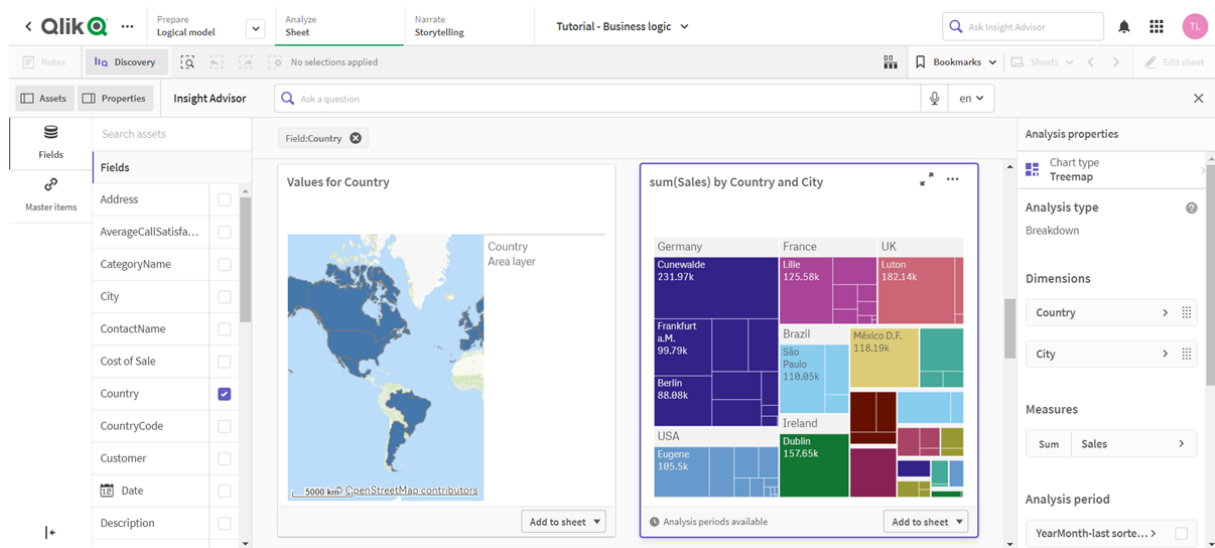 Qlik
Prepare
Logical model
Analyze
Sheet
Narrate
Storytelling
Tutorial - Business logic
Ask Insight Advisor
TL
Notes
Discovery
No selections applied
Bookmarks
Sheets
Edit sheet
Assets
Properties
Insight Advisor
Ask a question
en
Fields
Master items
Search assets
Fields
Address
AverageCallSatisfa...
CategoryName
City
ContactName
Cost of Sale
Country
CountryCode
Customer
Date
Description
Field:Country
Values for Country
Country
Area layer
5000 km
© OpenStreetMap contributors
Add to sheet
sum(Sales) by Country and City
Germany
Cunewalde
231.97k
Frankfurt
a.M.
99.79k
Berlin
88.08k
USA
Eugene
105.5k
France
Lille
125.58k
UK
Luton
182.14k
Brazil
São
Paulo
110.05k
México D.F.
118.19k
Ireland
Dublin
157.65k
Analysis periods available
Add to sheet
Analysis properties
Chart type
Treemap
Analysis type
Breakdown
Dimensions
Country
City
Measures
Sum
Sales
Analysis period
YearMonth-last sorte...